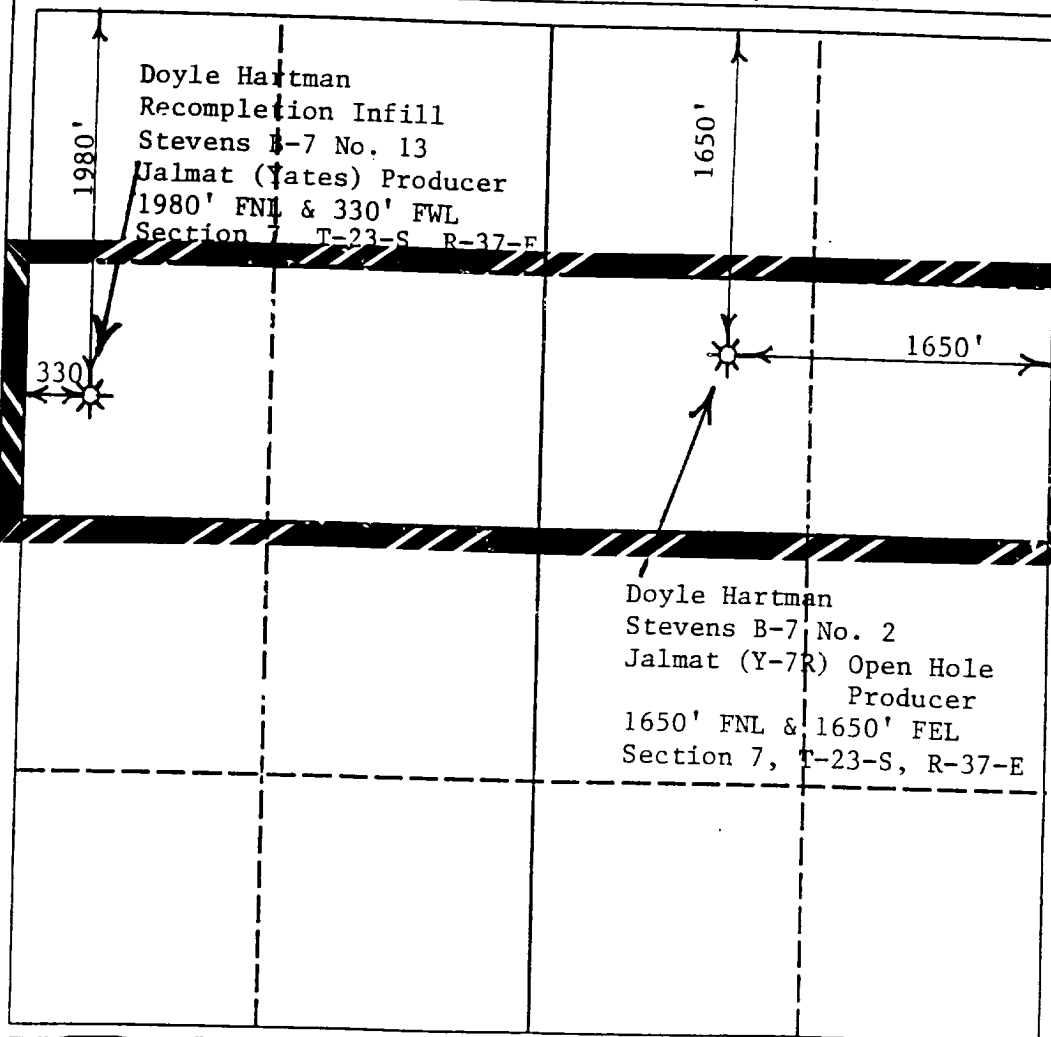 Doyle Hartman
Recompletion Infill
Stevens B-7 No. 13
Jalmat (Yates) Producer
1980' FNL & 330' FWL
Section 7, T-23-S, R-37-E
1980'
1650'
330'
1650'
Doyle Hartman
Stevens B-7 No. 2
Jalmat (Y-7R) Open Hole
Producer
1650' FNL & 1650' FEL
Section 7, T-23-S, R-37-E